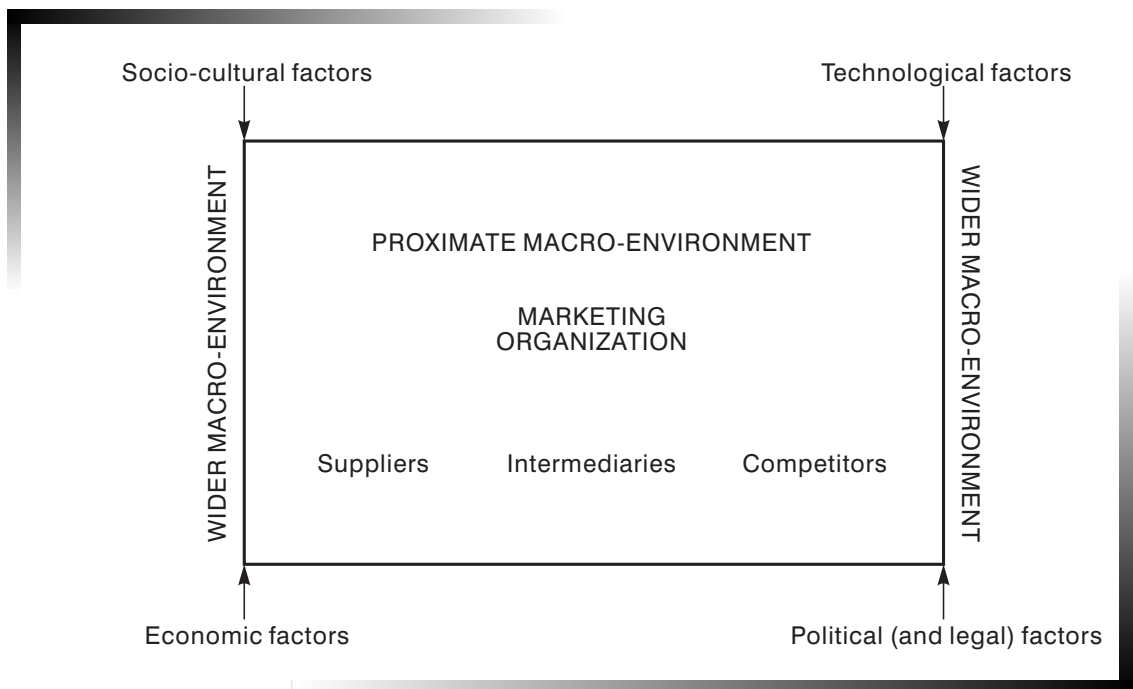 Socio-cultural factors
Technological factors
WIDER MACRO-ENVIRONMENT
PROXIMATE MACRO-ENVIRONMENT
MARKETING
ORGANIZATION
Suppliers
Intermediaries
Competitors
WIDER MACRO-ENVIRONMENT
Economic factors
Political (and legal) factors